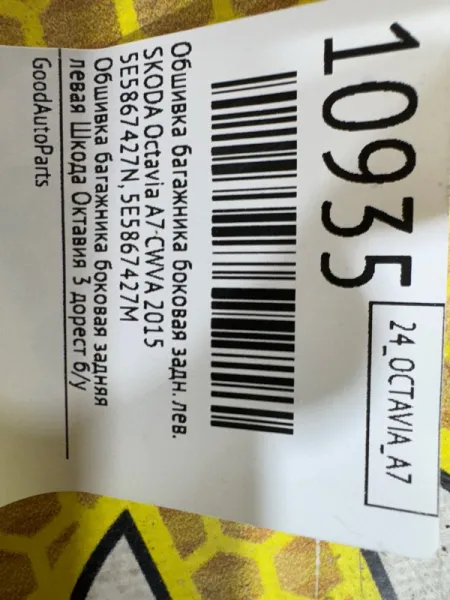 10935
24_OCTAVIA_A7
Обшивка багажника боковая задн. лев.
SKODA Octavia A7-CWVA 2015
5E5867427N, 5E5867427M
Обшивка багажника боковая задняя
левая Шкода Октавия 3 дорест б/у
GoodAutoParts